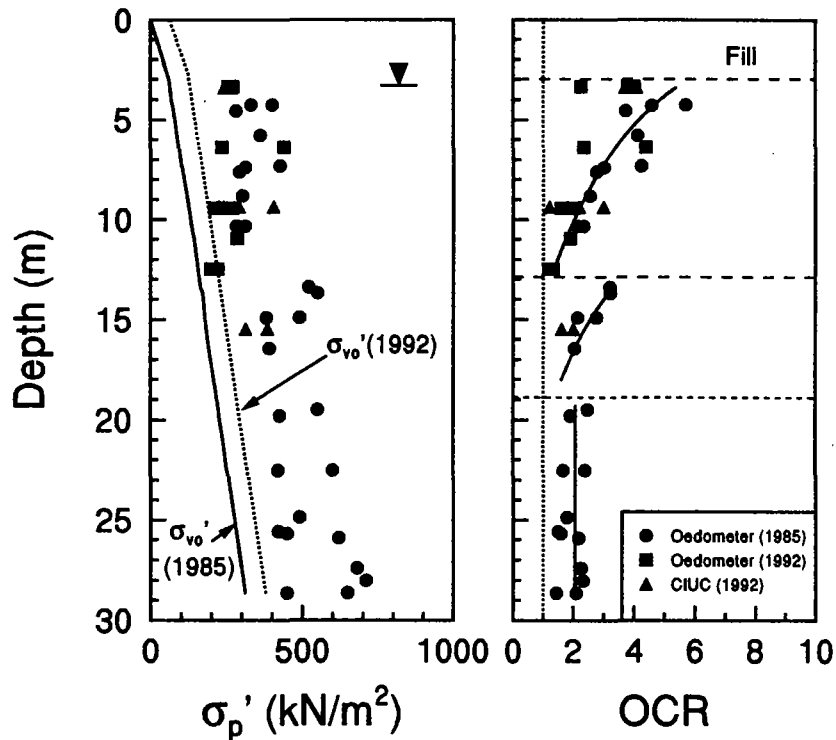 0
5
10
15
20
25
30
Depth (m)
σvo'(1992)
σvo'
(1985)
0 500 1000
σp' (kN/m²)
Fill
Oedometer (1985)
Oedometer (1992)
CIUC (1992)
0 2 4 6 8 10
OCR